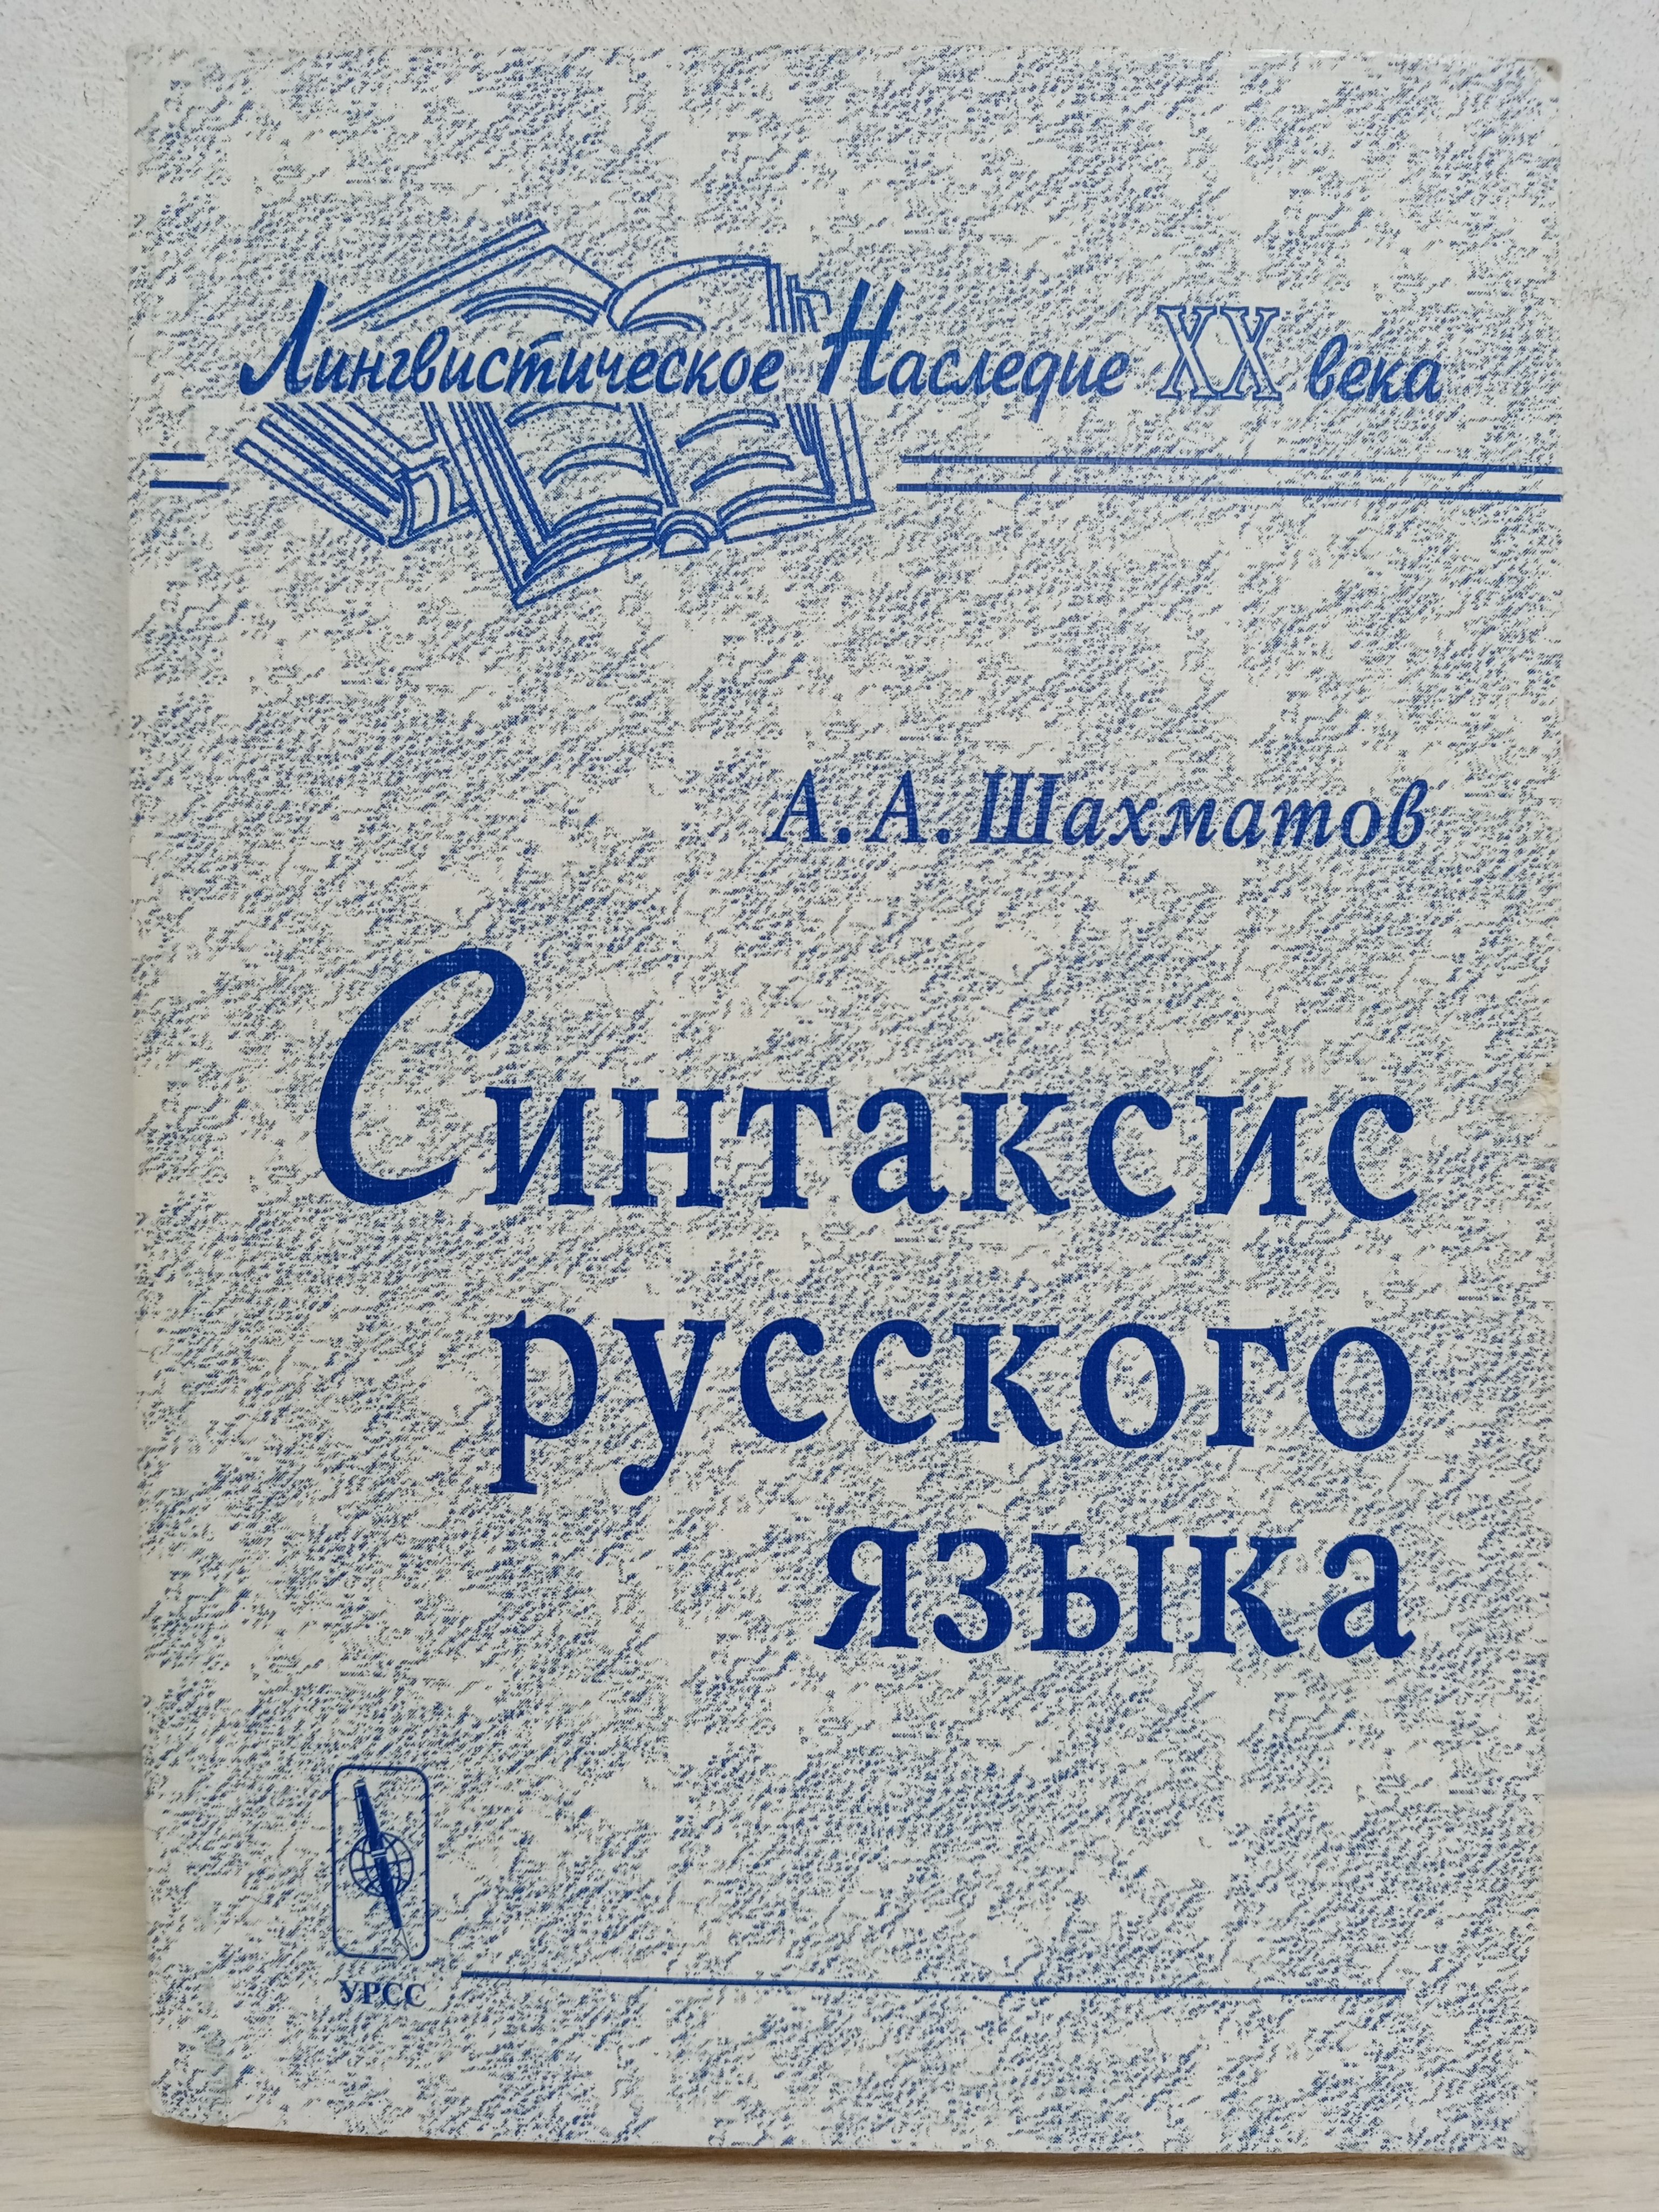 Лингвистическое Наследие XX века
А. А. Шахматов
Синтаксис
русского
языка
УРСС